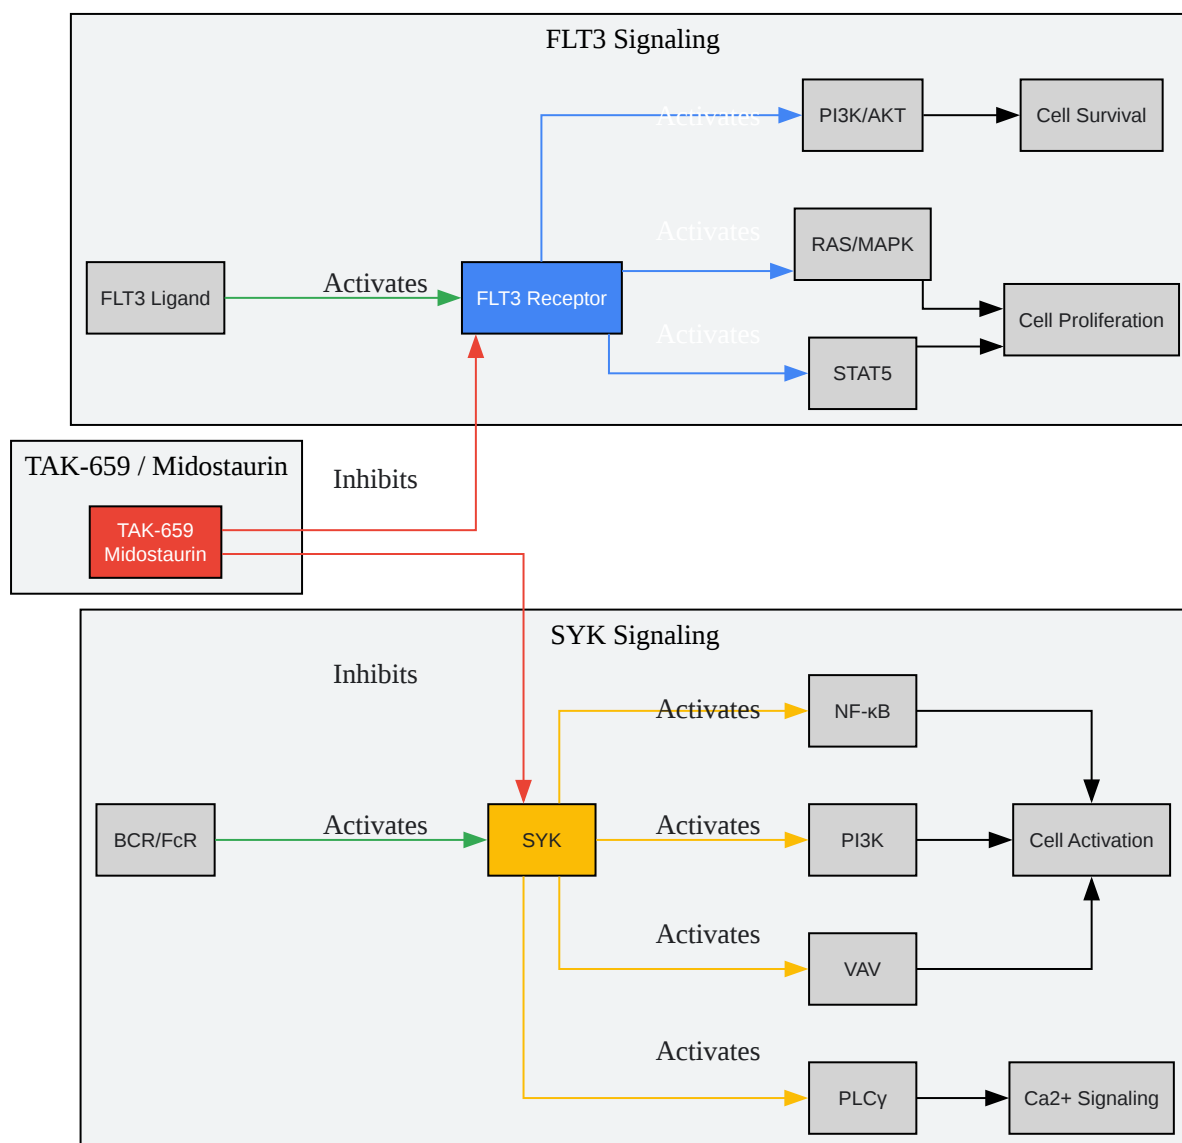 FLT3 Signaling
Activates
PI3K/AKT
Cell Survival
Activates
RAS/MAPK
FLT3 Ligand
Activates
FLT3 Receptor
Cell Proliferation
Activates
STAT5
TAK-659 / Midostaurin
Inhibits
TAK-659
Midostaurin
SYK Signaling
Inhibits
Activates
NF-κB
BCR/FcR
Activates
SYK
Activates
PI3K
Cell Activation
Activates
VAV
Activates
PLCγ
Ca2+ Signaling